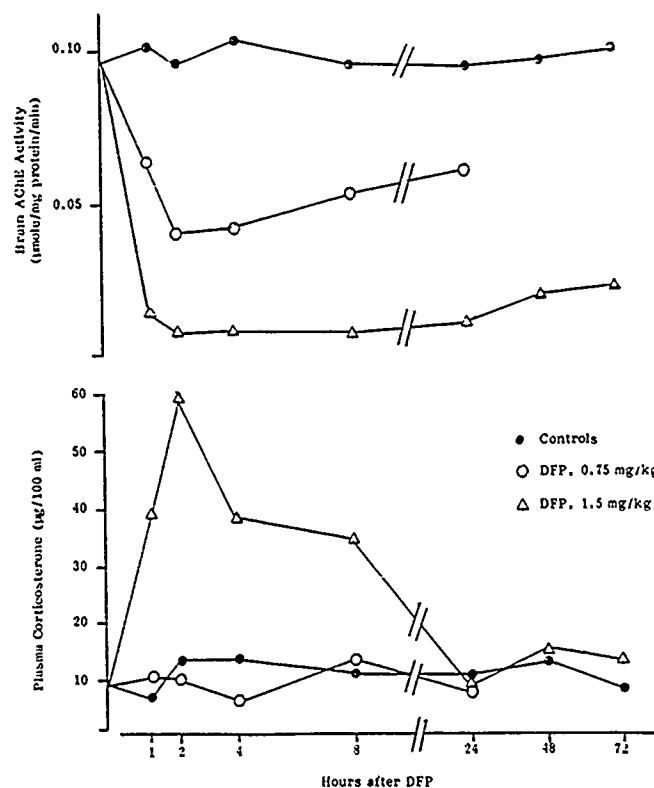 0.10
0.05
Brain AChE Activity
(μmole/mg protein/min)
60
50
40
30
20
10
Plasma Corticosterone (μg/100 ml)
Controls
DFP, 0.75 mg/kg
DFP, 1.5 mg/kg
1 2 4 8 24 48 72
Hours after DFP